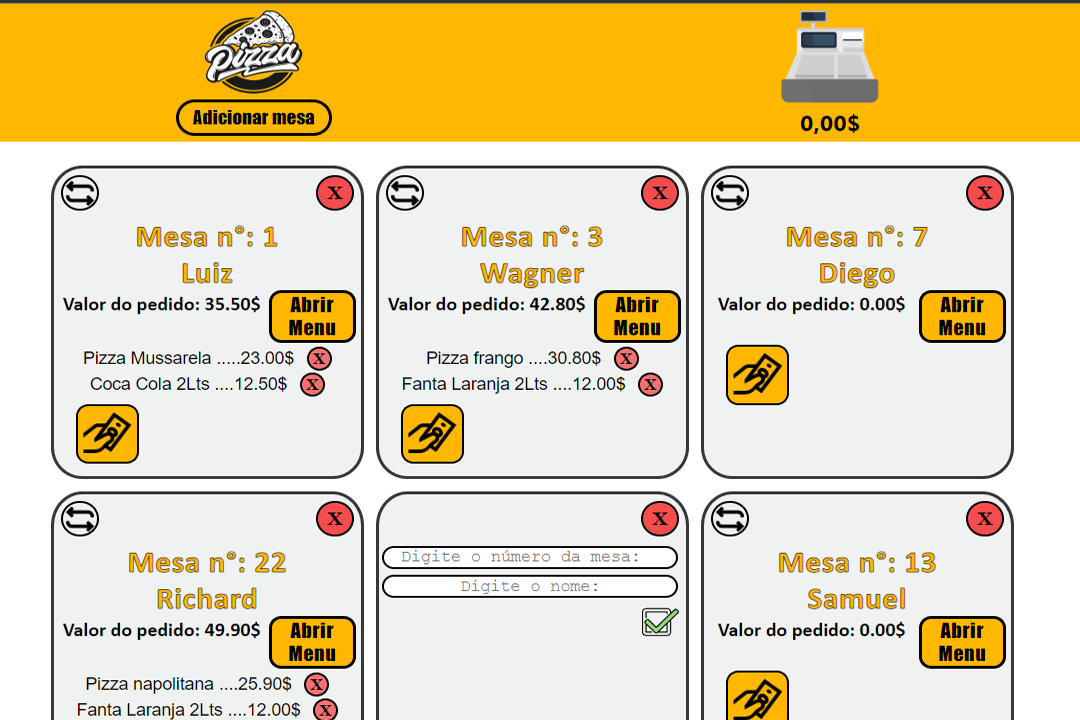 Pizza
Adicionar mesa
0,00$
X
Mesa n°: 1
Luiz
Valor do pedido: 35.50$
Abrir
Menu
Pizza Mussarela .....23.00$ X
Coca Cola 2Lts ....12.50$ X
X
Mesa n°: 3
Wagner
Valor do pedido: 42.80$
Abrir
Menu
Pizza frango ....30.80$ X
Fanta Laranja 2Lts ....12.00$ X
X
Mesa n°: 7
Diego
Valor do pedido: 0.00$
Abrir
Menu
X
Mesa n°: 22
Richard
Valor do pedido: 49.90$
Abrir
Menu
Pizza napolitana ....25.90$ X
Fanta Laranja 2Lts ....12.00$ X
X
Digite o número da mesa:
Digite o nome:
X
Mesa n°: 13
Samuel
Valor do pedido: 0.00$
Abrir
Menu